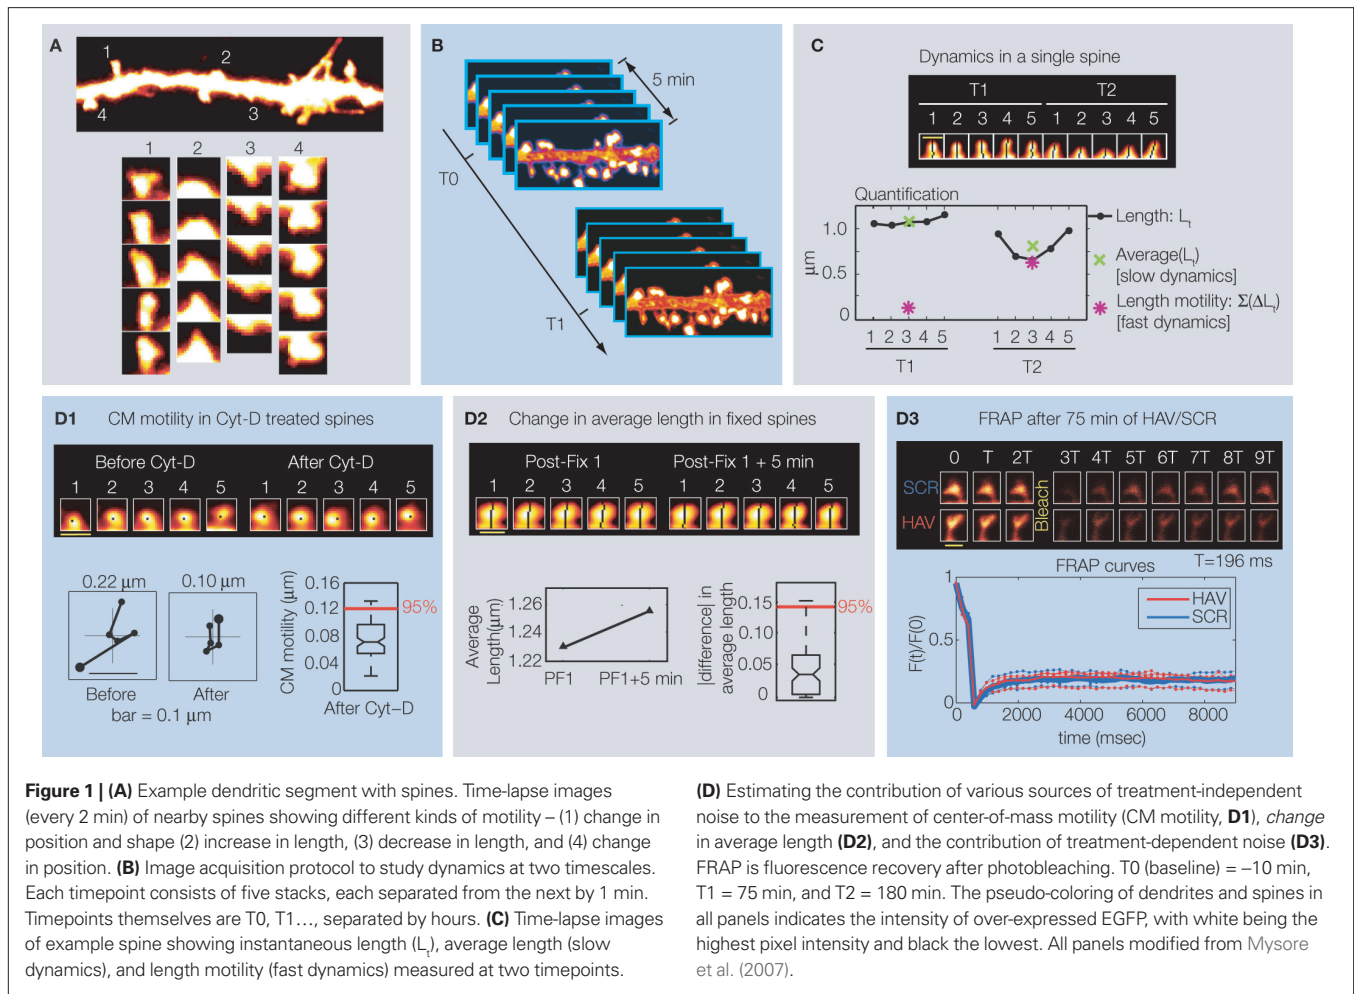 A
1
2
4
3
1 2 3 4
B
5 min
T0
T1
C
Dynamics in a single spine
T1 T2
1 2 3 4 5 1 2 3 4 5
Quantification
1.0
0.5
0
μm
1 2 3 4 5 1 2 3 4 5
T1 T2
Length: Lt
Average(Lt)
[slow dynamics]
Length motility: Σ(ΔLt)
[fast dynamics]
D1 CM motility in Cyt-D treated spines
Before Cyt-D After Cyt-D
1 2 3 4 5 1 2 3 4 5
0.22 μm 0.10 μm
Before After
bar = 0.1 μm
CM motility (μm)
0.16
0.12
0.08
0.04
0
95%
After Cyt–D
D2 Change in average length in fixed spines
Post-Fix 1 Post-Fix 1 + 5 min
1 2 3 4 5 1 2 3 4 5
Average
Length(μm)
1.26
1.24
1.22
PF1 PF1+5 min
|difference| in
average length
0.15
0.10
0.05
0
95%
D3 FRAP after 75 min of HAV/SCR
0 T 2T 3T 4T 5T 6T 7T 8T 9T
SCR
HAV
Bleach
T=196 ms
FRAP curves
HAV
SCR
F(t)/F(0)
1
0.5
0
0 2000 4000 6000 8000
time (msec)
Figure 1 | (A) Example dendritic segment with spines. Time-lapse images
(every 2 min) of nearby spines showing different kinds of motility – (1) change in
position and shape (2) increase in length, (3) decrease in length, and (4) change
in position. (B) Image acquisition protocol to study dynamics at two timescales.
Each timepoint consists of five stacks, each separated from the next by 1 min.
Timepoints themselves are T0, T1..., separated by hours. (C) Time-lapse images
of example spine showing instantaneous length (Lt), average length (slow
dynamics), and length motility (fast dynamics) measured at two timepoints.
(D) Estimating the contribution of various sources of treatment-independent
noise to the measurement of center-of-mass motility (CM motility, D1), change
in average length (D2), and the contribution of treatment-dependent noise (D3).
FRAP is fluorescence recovery after photobleaching. T0 (baseline) = –10 min,
T1 = 75 min, and T2 = 180 min. The pseudo-coloring of dendrites and spines in
all panels indicates the intensity of over-expressed EGFP, with white being the
highest pixel intensity and black the lowest. All panels modified from Mysore
et al. (2007).